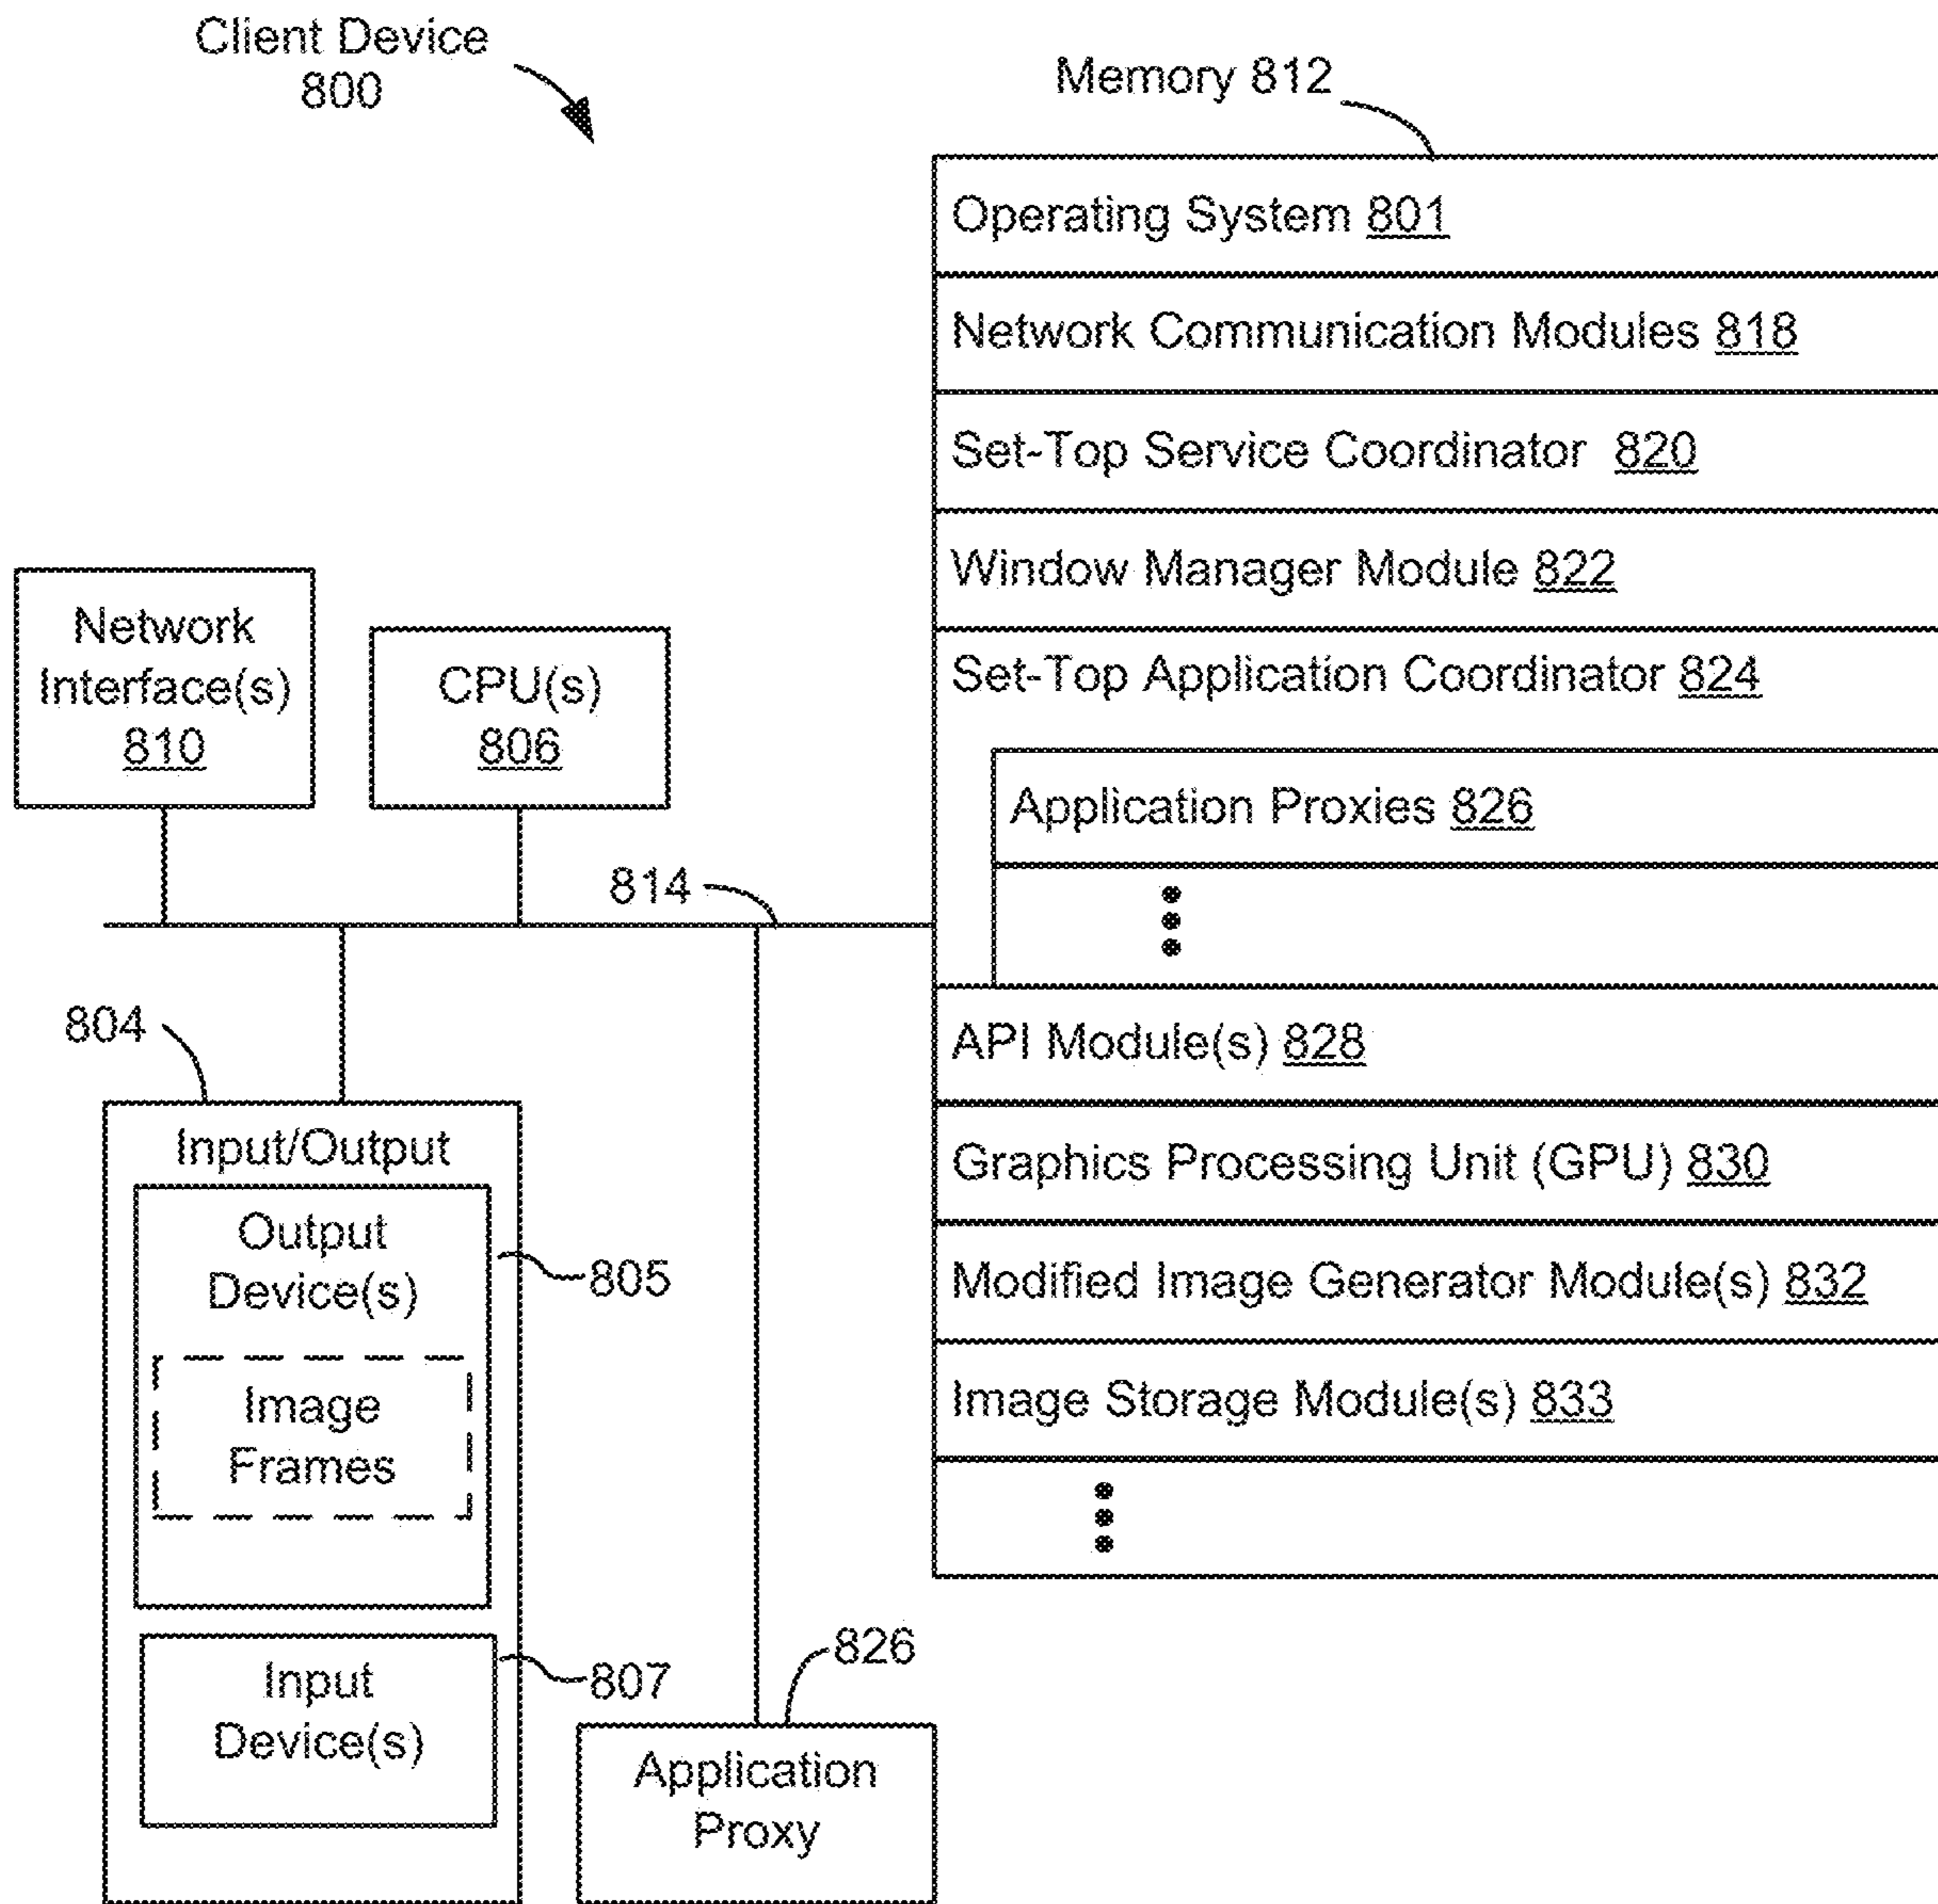 Client Device
800
Memory 812
Operating System 801
Network Communication Modules 818
Set-Top Service Coordinator 820
Window Manager Module 822
Set-Top Application Coordinator 824
Application Proxies 826
API Module(s) 828
Graphics Processing Unit (GPU) 830
Modified Image Generator Module(s) 832
Image Storage Module(s) 833
Network
Interface(s)
810
CPU(s)
806
814
804
Input/Output
Output
Device(s)
805
Image
Frames
Input
Device(s)
807
826
Application
Proxy